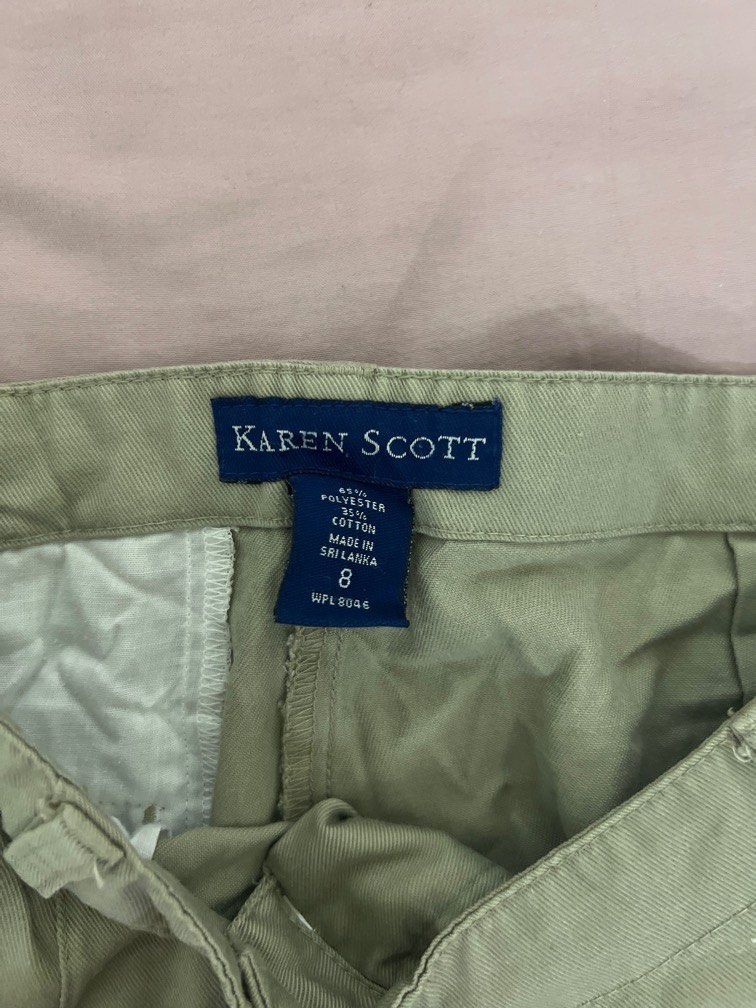 KAREN SCOTT
65%
POLYESTER
35%
COTTON
MADE IN
SRI LANKA
8
WPL 8046